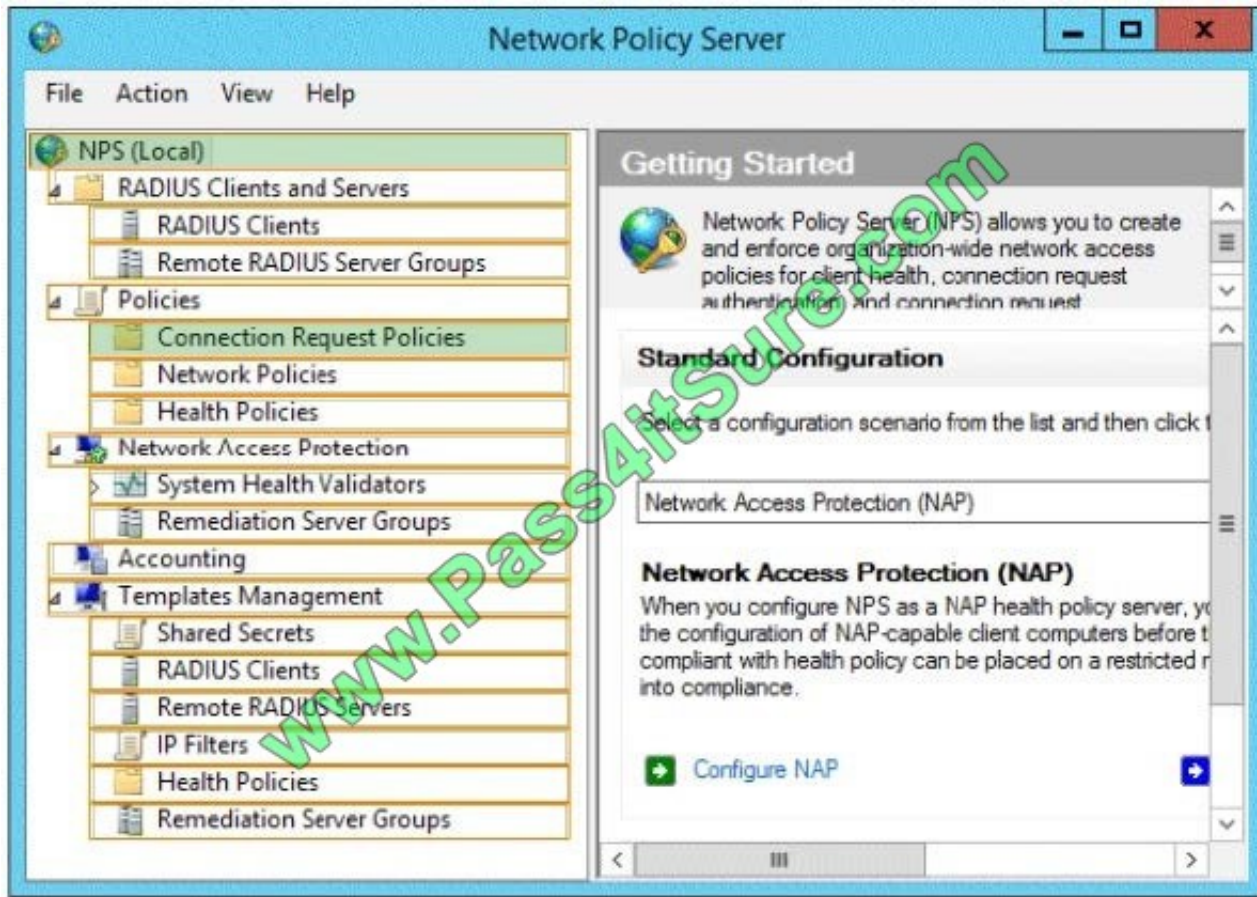 Network Policy Server
File Action View Help
NPS (Local)
RADIUS Clients and Servers
RADIUS Clients
Remote RADIUS Server Groups
Policies
Connection Request Policies
Network Policies
Health Policies
Network Access Protection
System Health Validators
Remediation Server Groups
Accounting
Templates Management
Shared Secrets
RADIUS Clients
Remote RADIUS Servers
IP Filters
Health Policies
Remediation Server Groups
Getting Started
Network Policy Server (NPS) allows you to create
and enforce organization-wide network access
policies for client health, connection request
authentication, and connection request
Standard Configuration
Select a configuration scenario from the list and then click
Network Access Protection (NAP)
Network Access Protection (NAP)
When you configure NPS as a NAP health policy server,
the configuration of NAP-capable client computers before
compliant with health policy can be placed on a restricted
into compliance.
Configure NAP
www.Pass4itSure.com